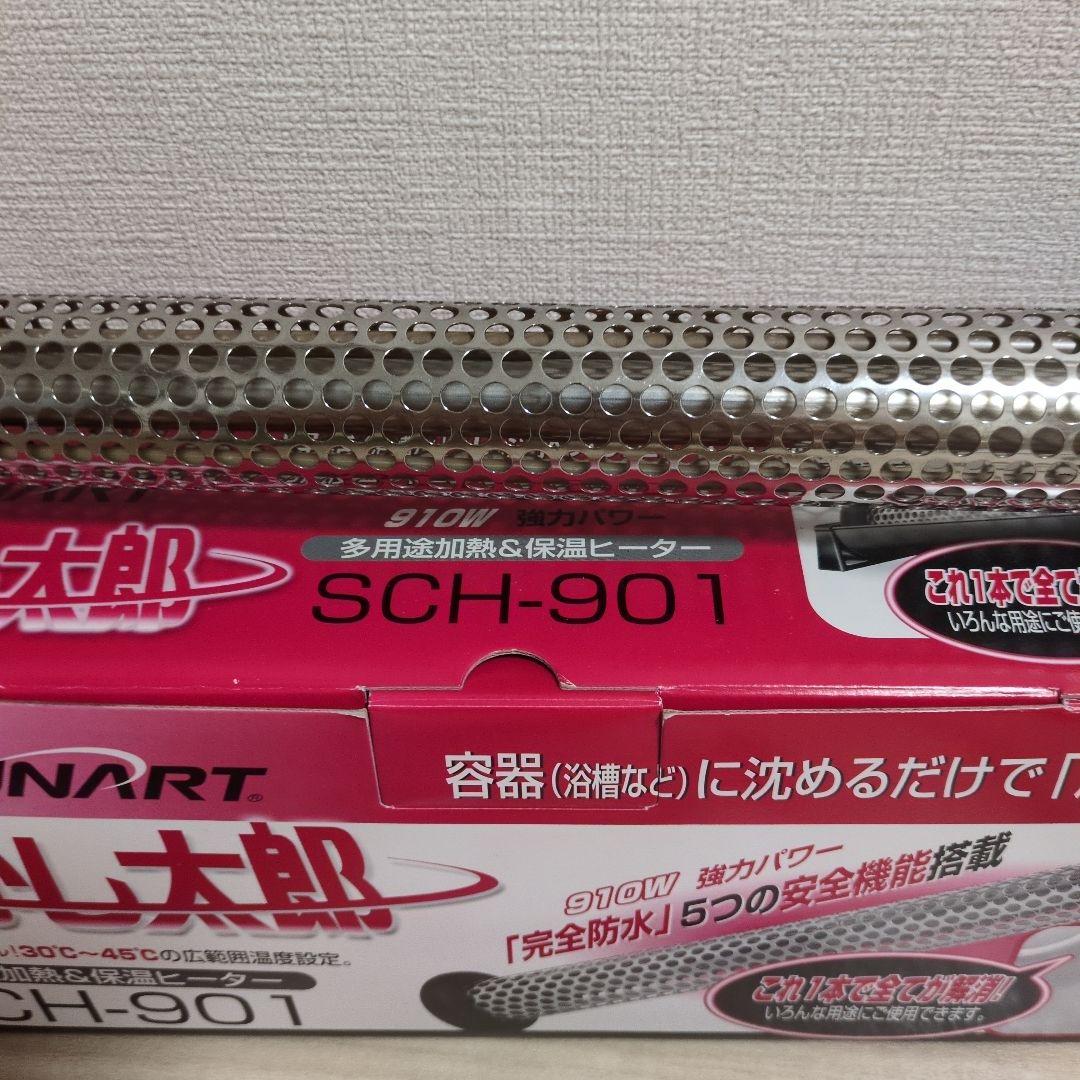 NART
910W 強力パワー
多用途加熱&保温ヒーター
太郎
SCH-901
これ1本で全て
いろんな用途にご使
UNART®
容器(浴槽など)に沈めるだけで「
し太郎
910W 強力パワー
「完全防水」5つの安全機能搭載
!30℃〜45℃の広範囲温度設定。
加熱&保温ヒーター
CH-901
これ1本で全てが解消!
いろんな用途にご使用できます。